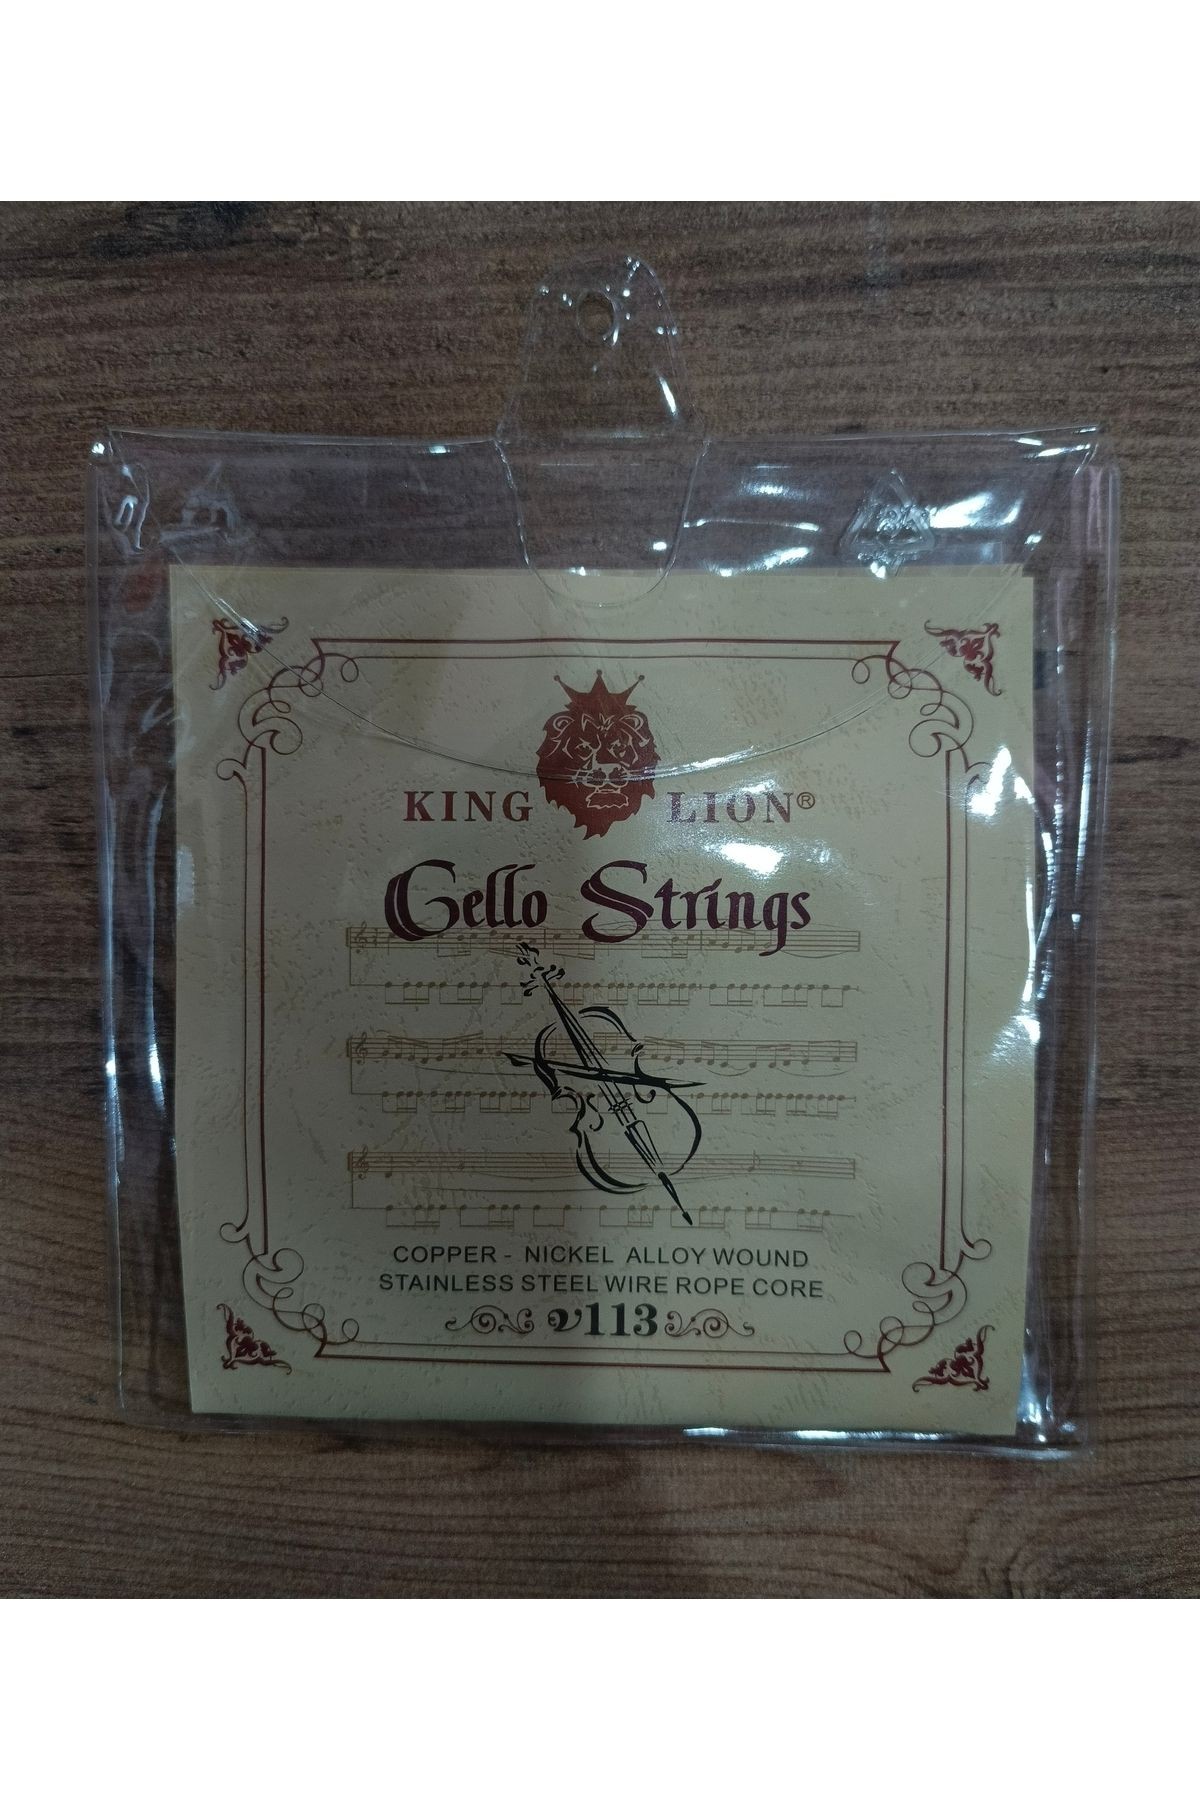 KING LION®
Cello Strings
COPPER - NICKEL ALLOY WOUND
STAINLESS STEEL WIRE ROPE CORE
v113